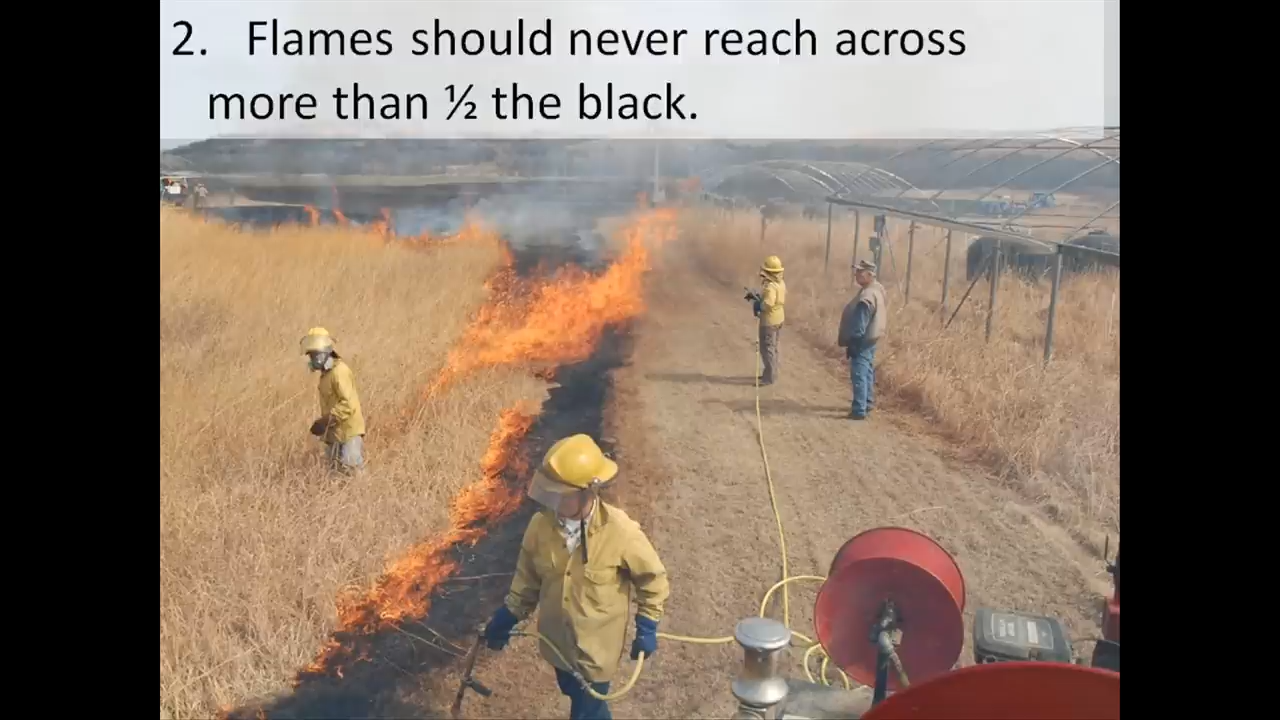 2. Flames should never reach across
more than ½ the black.